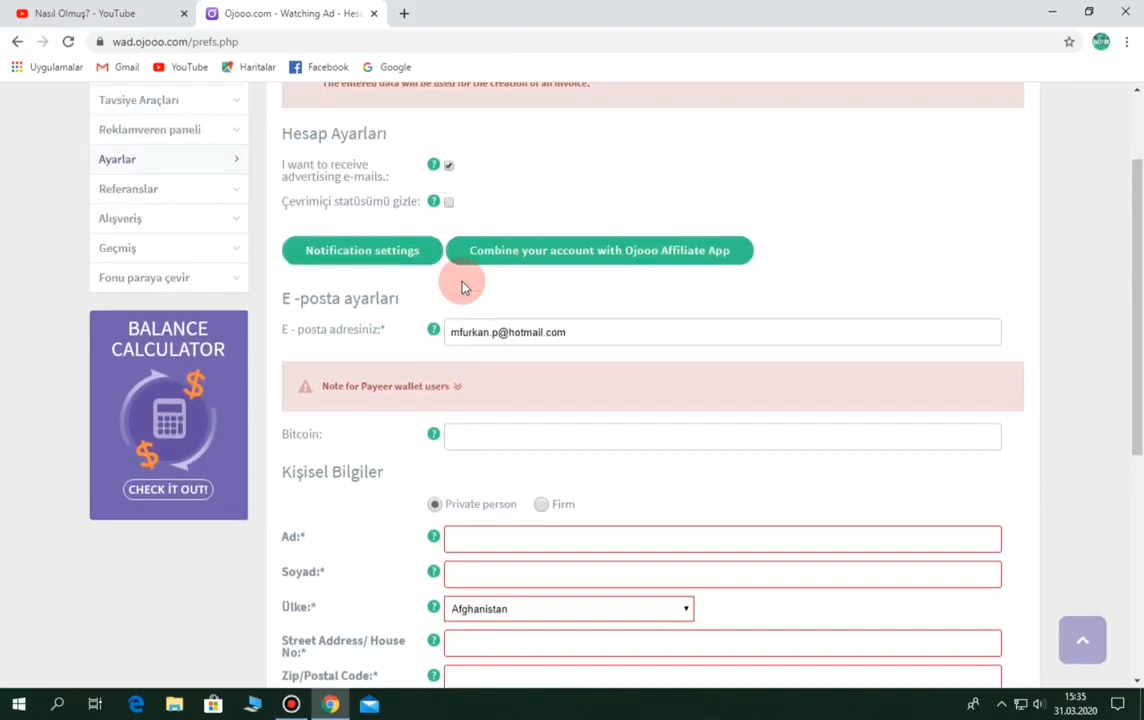 Nasıl Olmuş? - YouTube
Ojooo.com - Watching Ad - Hesa
wad.ojooo.com/prefs.php
Uygulamalar
Gmail
YouTube
Haritalar
Facebook
Google
Tavsiye Araçları
Reklamveren paneli
Ayarlar
Referanslar
Alışveriş
Geçmiş
Fonu paraya çevir
BALANCE
CALCULATOR
CHECK İT OUT!
The entered data will be used for the creation of an invoice.
Hesap Ayarları
I want to receive
advertising e-mails.:
Çevrimiçi statüsümü gizle:
Notification settings
Combine your account with Ojooo Affiliate App
E -posta ayarları
E - posta adresiniz:*
mfurkan.p@hotmail.com
Note for Payeer wallet users
Bitcoin:
Kişisel Bilgiler
Private person
Firm
Ad:*
Soyad:*
Ülke:*
Afghanistan
Street Address/ House
No:*
Zip/Postal Code:*
15:35
31.03.2020